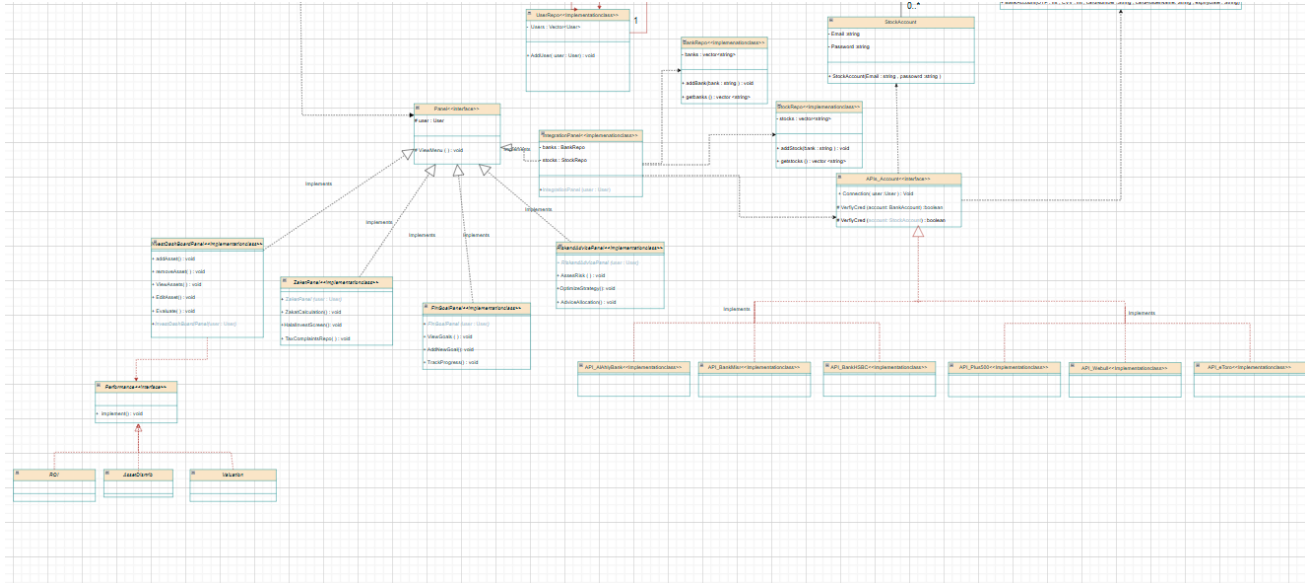 0..*
UserRepo<<Implementationclass>>
- Users : Vector<User>
+ AddUser( user : User) : void
1
StockAccount
- Email :string
- Password :string
+ StockAccount(Email : string , password :string )
BankRepo<<Implementationclass>>
- banks : vector<string>
+ addBank(bank : string ) : void
+ getbanks () : vector <string>
StockRepo<<Implementationclass>>
- stocks : vector<string>
+ addStock(bank : string ) : void
+ getstocks () : vector <string>
Panel<<Interface>>
# user : User
+ ViewMenu ( ) : void
IntegrationPanel<<Implementationclass>>
- banks : BankRepo
- stocks : StockRepo
+ IntegrationPanel (user : User)
APIs_Account<<Interface>>
+ Connection( user :User ) : Void
# VerifyCred (account: BankAccount) :boolean
# VerifyCred (account: StockAccount) : boolean
Implements
Implements
Implements
Implements
Implements
+ addAsset() : void
+ removeAsset( ) : void
+ ViewAssets( ) : void
+ EditAsset() : void
+ Evaluate( ) : void
ZakatPanel<<Implementationclass>>
+ ZakatPanel (user : User)
+ ZakatCalculation() : void
+ HalalInvestScreen() : void
+ TaxComplaintsRepo( ) : void
FinGoalPanel<<Implementationclass>>
+ FinGoalPanel (user : User)
+ ViewGoals ( ) : void
+ AddNewGoal() : void
+ TrackProgress( ) : void
+ AssetRisk ( ) : void
+ OptimizeStrategy() : void
+ AdviceAllocation() : void
Implements
Implements
API_BankMisr<<Implementationclass>>
API_BankHSBC<<Implementationclass>>
API_Plus500<<Implementationclass>>
API_Webull<<Implementationclass>>
API_eToro<<Implementationclass>>
Performance<<Interface>>
+ Implement() : void
ROI
Valuation